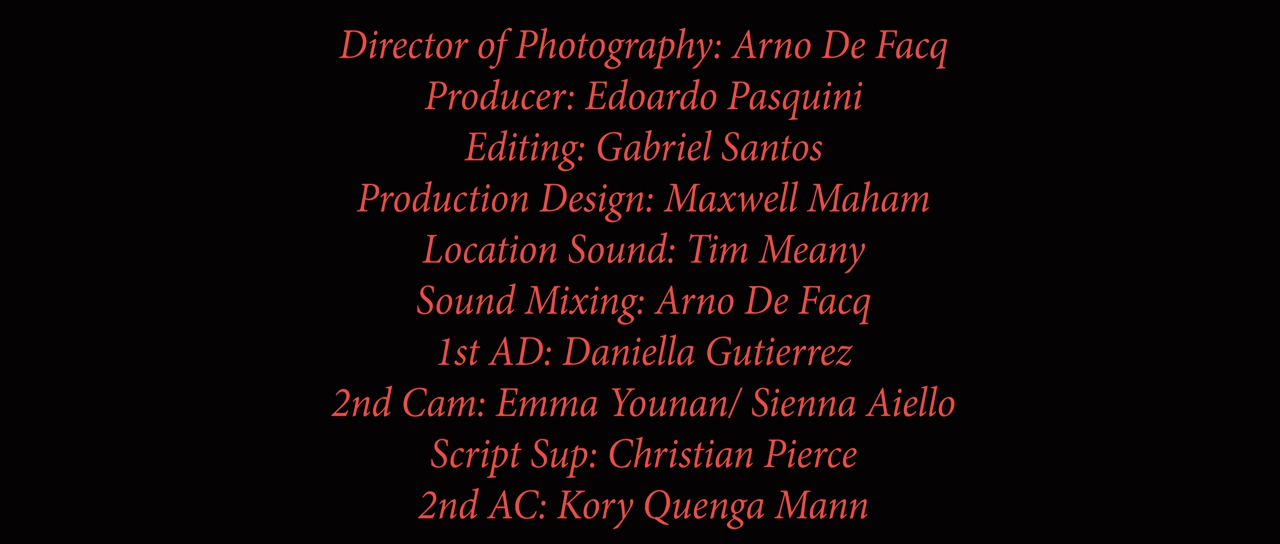 Director of Photography: Arno De Facq
Producer: Edoardo Pasquini
Editing: Gabriel Santos
Production Design: Maxwell Maham
Location Sound: Tim Meany
Sound Mixing: Arno De Facq
1st AD: Daniella Gutierrez
2nd Cam: Emma Younan/ Sienna Aiello
Script Sup: Christian Pierce
2nd AC: Kory Quenga Mann